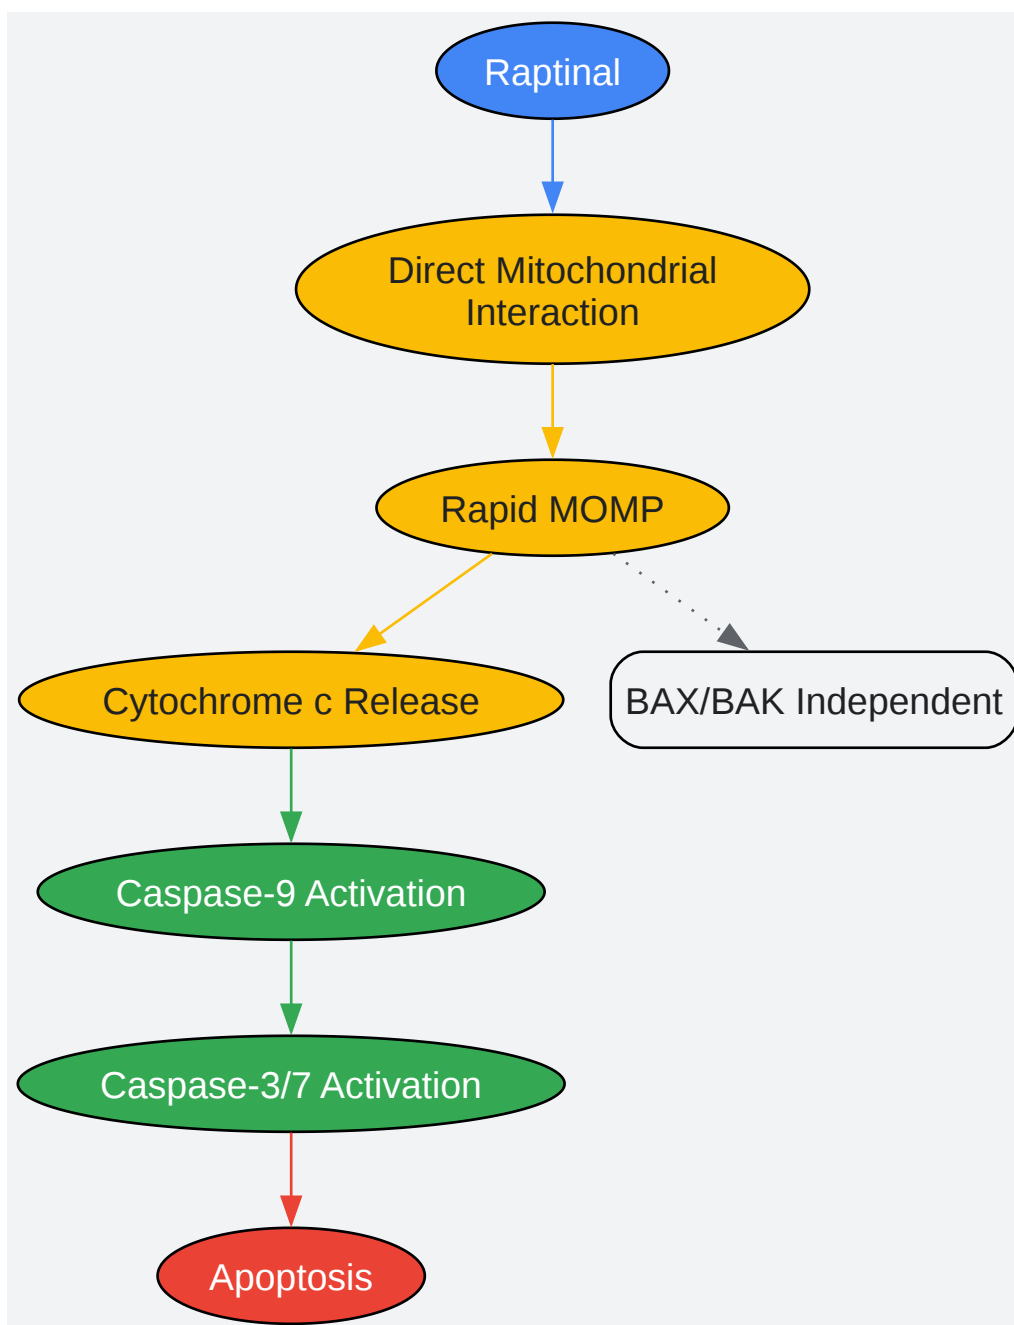 Raptinal
Direct Mitochondrial
Interaction
Rapid MOMP
Cytochrome c Release
BAX/BAK Independent
Caspase-9 Activation
Caspase-3/7 Activation
Apoptosis